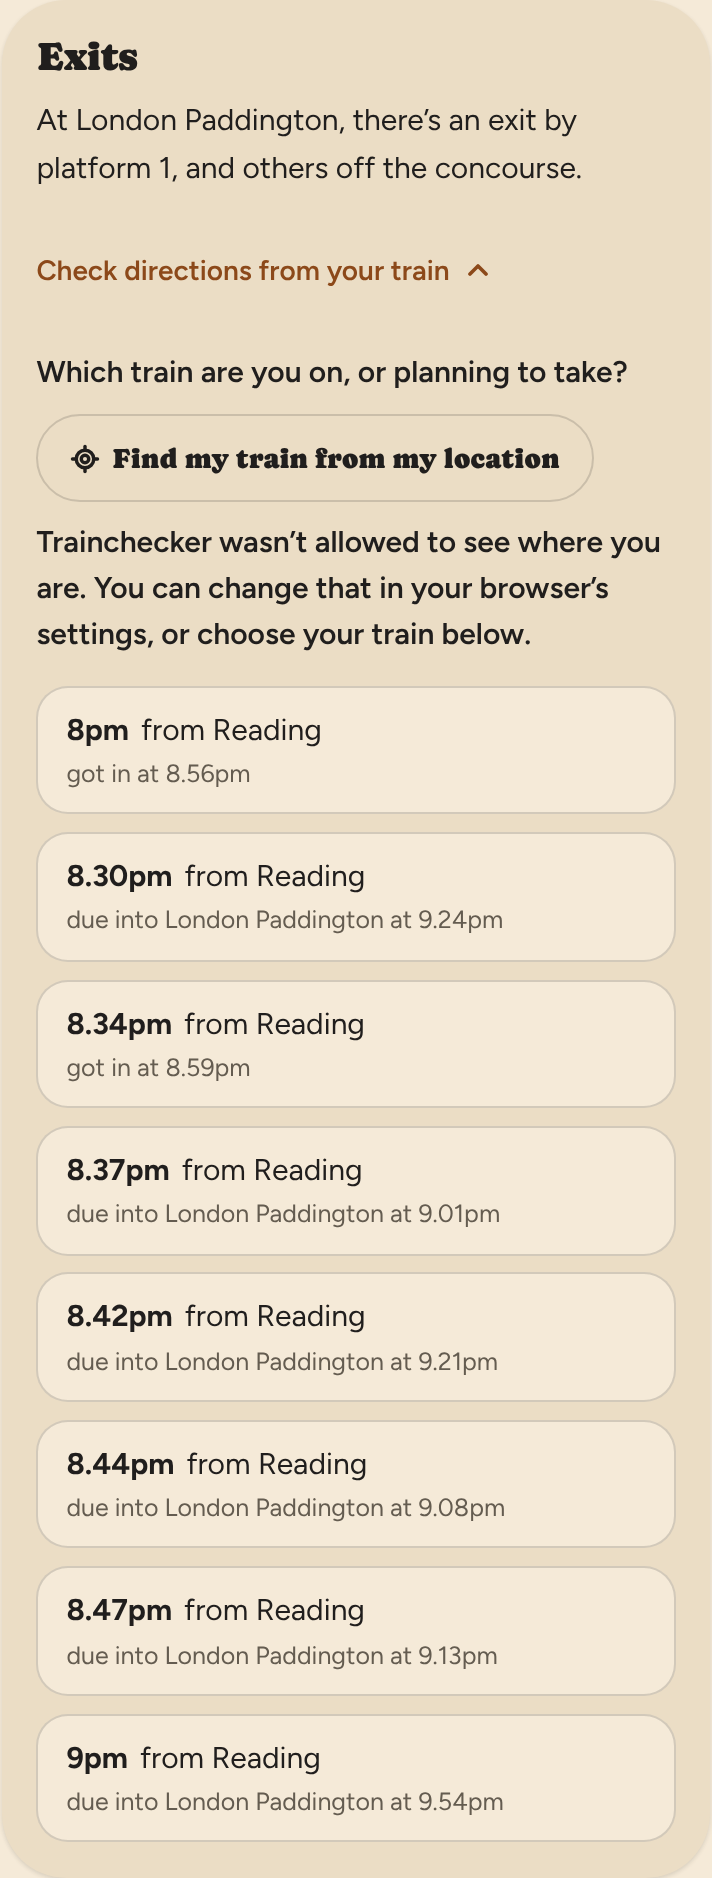 Exits
At London Paddington, there’s an exit by
platform 1, and others off the concourse.
Check directions from your train
Which train are you on, or planning to take?
Find my train from my location
Trainchecker wasn’t allowed to see where you
are. You can change that in your browser’s
settings, or choose your train below.
8pm from Reading
got in at 8.56pm
8.30pm from Reading
due into London Paddington at 9.24pm
8.34pm from Reading
got in at 8.59pm
8.37pm from Reading
due into London Paddington at 9.01pm
8.42pm from Reading
due into London Paddington at 9.21pm
8.44pm from Reading
due into London Paddington at 9.08pm
8.47pm from Reading
due into London Paddington at 9.13pm
9pm from Reading
due into London Paddington at 9.54pm